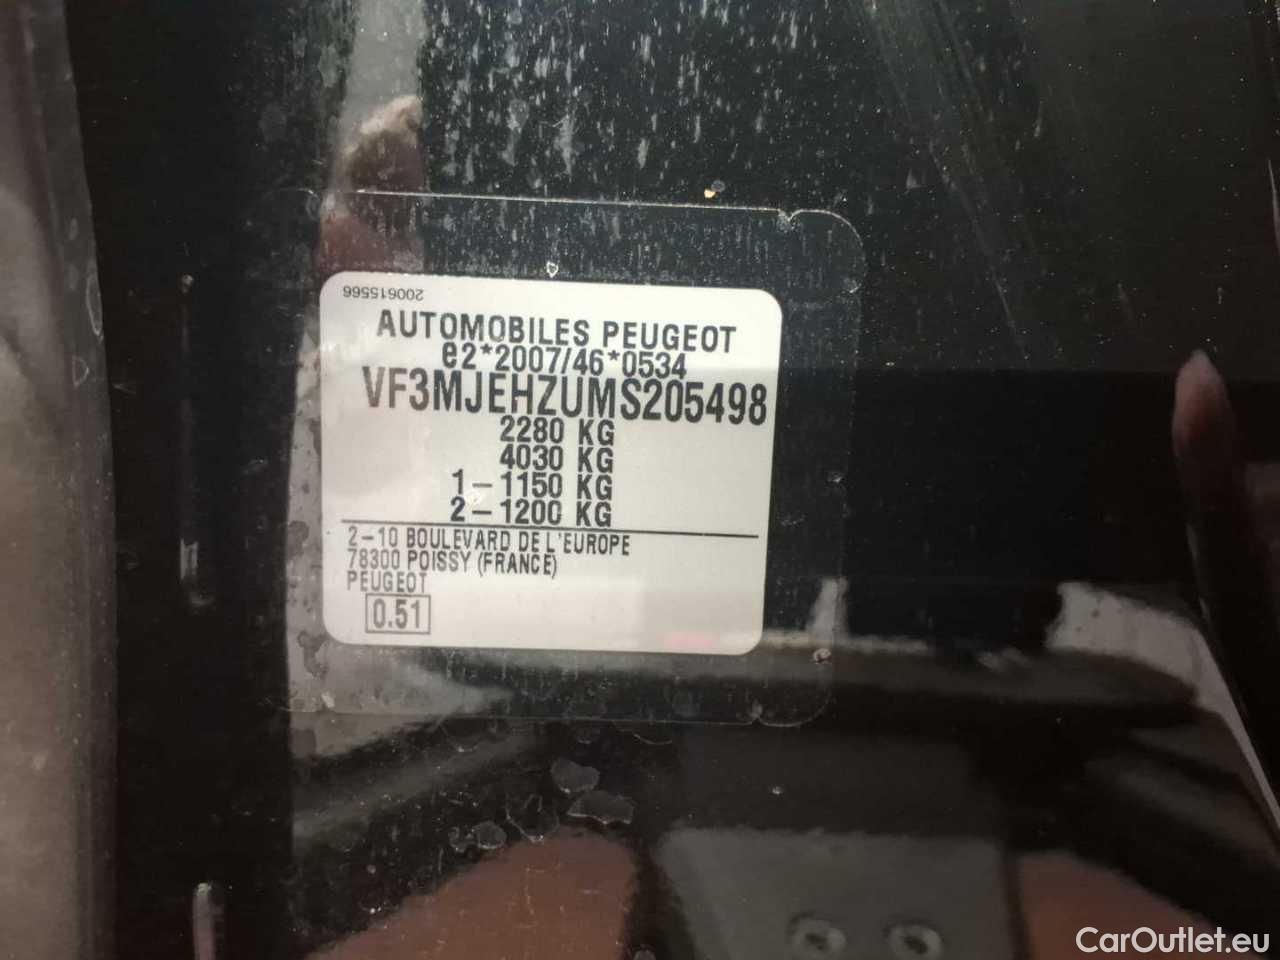 200615566
AUTOMOBILES PEUGEOT
e2*2007/46*0534
VF3MJEHZUMS205498
2280 KG
4030 KG
1-1150 KG
2-1200 KG
2-10 BOULEVARD DE L'EUROPE
78300 POISSY (FRANCE)
PEUGEOT
0.51
CarOutlet.eu